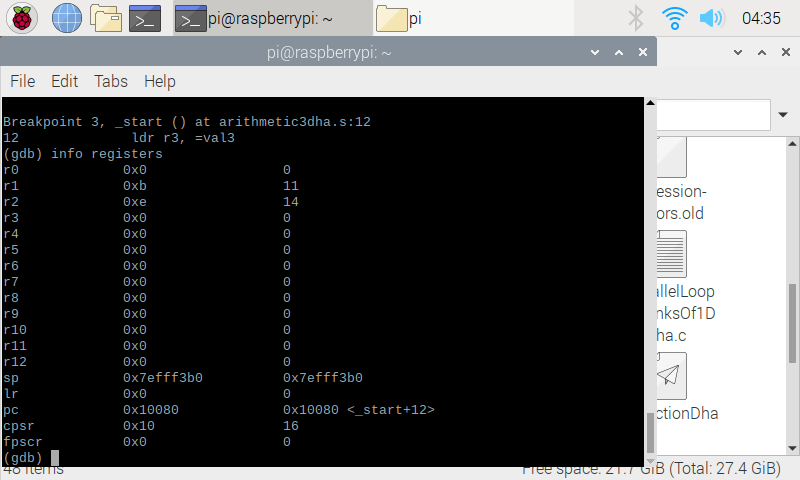 pi@raspberrypi: ~
pi
04:35
pi@raspberrypi: ~
File Edit Tabs Help
Breakpoint 3, _start () at arithmetic3dha.s:12
12 ldr r3, =val3
(gdb) info registers
r0 0x0 0
r1 0xb 11
r2 0xe 14
r3 0x0 0
r4 0x0 0
r5 0x0 0
r6 0x0 0
r7 0x0 0
r8 0x0 0
r9 0x0 0
r10 0x0 0
r11 0x0 0
r12 0x0 0
sp 0x7efff3b0 0x7efff3b0
lr 0x0 0
pc 0x10080 0x10080 <_start+12>
cpsr 0x10 16
fpscr 0x0 0
(gdb)
ession-
ors.old
allelLoop
nksOf1D
ha.c
ctionDha
48 items
Free space: 21.7 GiB (Total: 27.4 GiB)